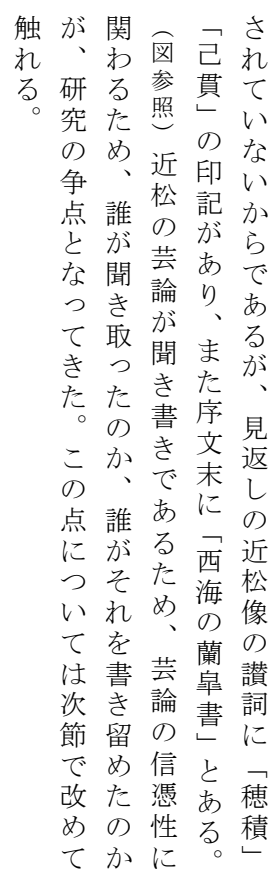 されていないからであるが、見返しの近松像の讃詞に「穂積」
「己貫」の印記があり、また序文末に「西海の蘭皐書」とある。
（図参照）近松の芸論が聞き書きであるため、芸論の信憑性に
関わるため、誰が聞き取ったのか、誰がそれを書き留めたのか
が、研究の争点となってきた。この点については次節で改めて
触れる。